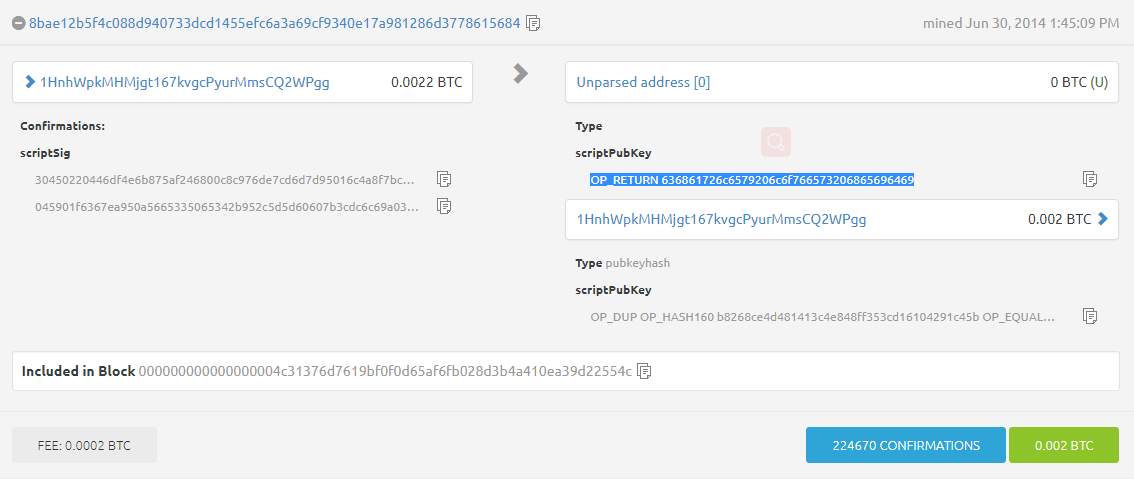 8bae12b5f4c088d940733dcd1455efc6a3a69cf9340e17a981286d3778615684 mined Jun 30, 2014 1:45:09 PM
1HnhWpkMHMjgt167kvgcPyurMmsCQ2WPgg 0.0022 BTC
Confirmations:
scriptSig
30450220446df4e6b875af246800c8c976de7cd6d7d95016c4a8f7bc...
045901f6367ea950a5665335065342b952c5d5d60607b3cdc6c69a03...
Unparsed address [0] 0 BTC (U)
Type
scriptPubKey
OP_RETURN 636861726c6579206c6f766573206865696469
1HnhWpkMHMjgt167kvgcPyurMmsCQ2WPgg 0.002 BTC
Type pubkeyhash
scriptPubKey
OP_DUP OP_HASH160 b8268ce4d481413c4e848ff353cd16104291c45b OP_EQUAL...
Included in Block 000000000000000004c31376d7619bf0f0d65af6fb028d3b4a410ea39d22554c
FEE: 0.0002 BTC
224670 CONFIRMATIONS
0.002 BTC